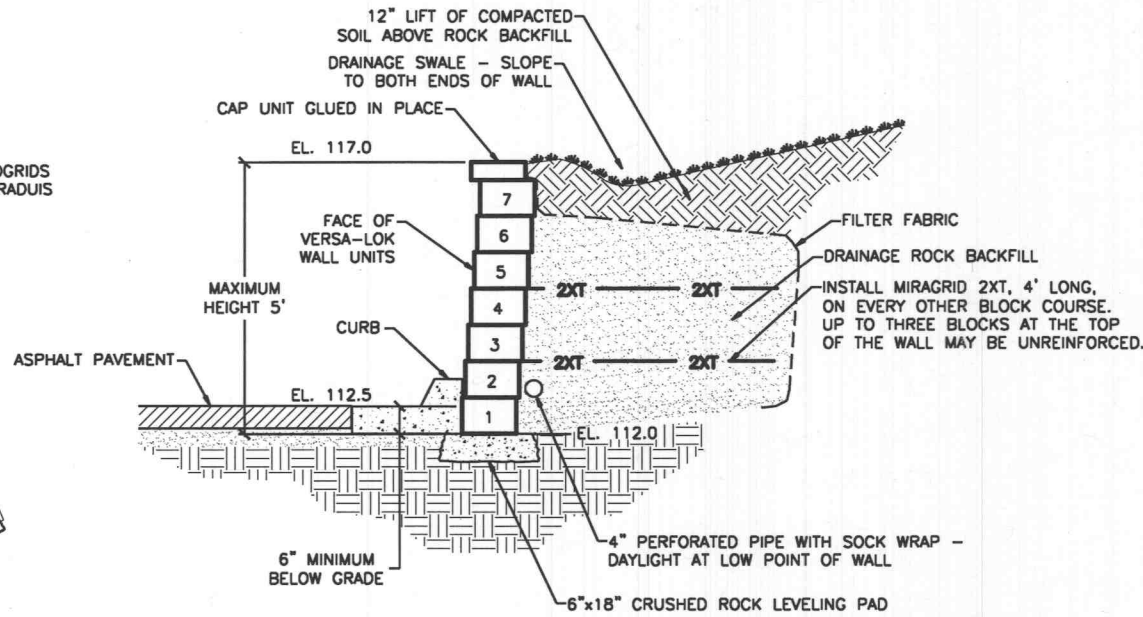 12" LIFT OF COMPACTED
SOIL ABOVE ROCK BACKFILL
DRAINAGE SWALE - SLOPE
TO BOTH ENDS OF WALL
CAP UNIT GLUED IN PLACE
EL. 117.0
OGRIDS
RADUIS
7
6
5
4
3
2
1
FACE OF
VERSA-LOK
WALL UNITS
FILTER FABRIC
DRAINAGE ROCK BACKFILL
2XT 2XT
INSTALL MIRAGRID 2XT, 4' LONG,
ON EVERY OTHER BLOCK COURSE.
UP TO THREE BLOCKS AT THE TOP
OF THE WALL MAY BE UNREINFORCED.
MAXIMUM
HEIGHT 5'
CURB
2XT 2XT
ASPHALT PAVEMENT
EL. 112.5
EL. 112.0
6" MINIMUM
BELOW GRADE
4" PERFORATED PIPE WITH SOCK WRAP -
DAYLIGHT AT LOW POINT OF WALL
6"x18" CRUSHED ROCK LEVELING PAD